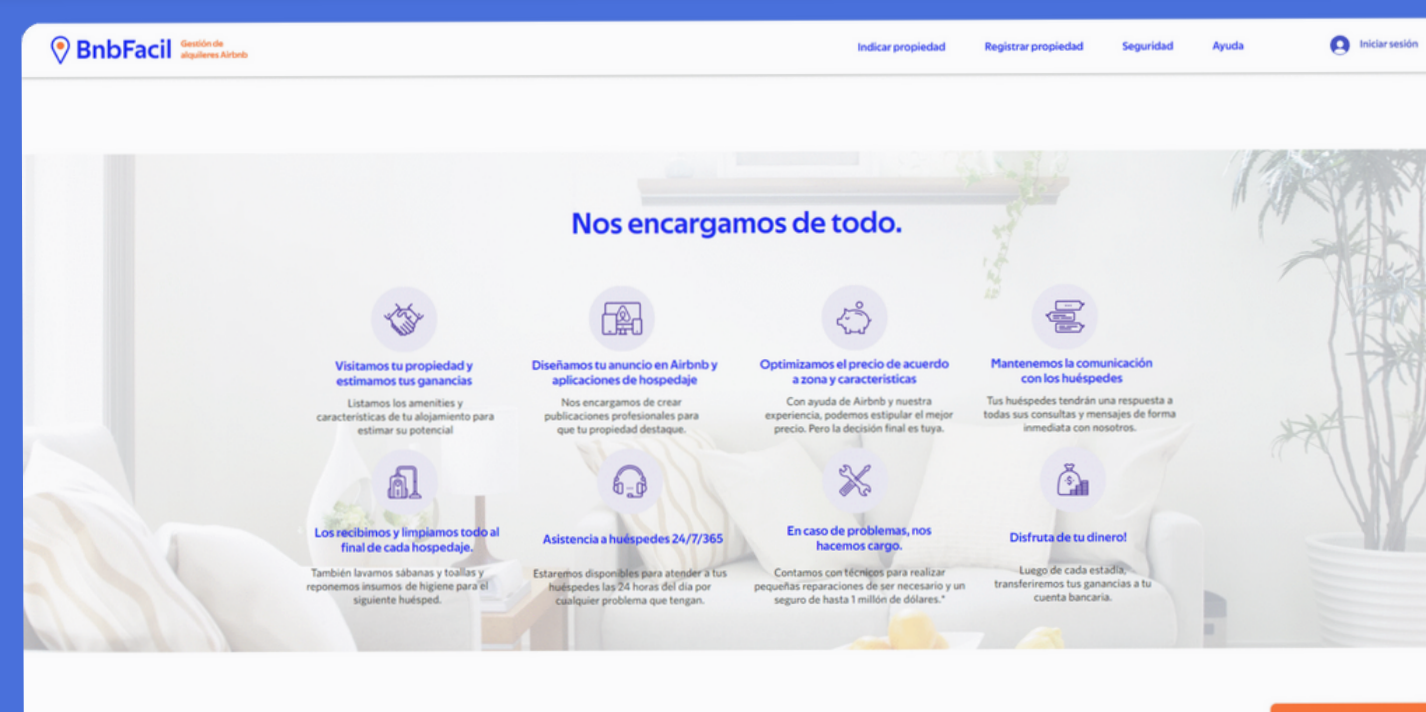 BnbFacil
Gestión de
alquileres Airbnb
Indicar propiedad
Registrar propiedad
Seguridad
Ayuda
Iniciar sesión
Nos encargamos de todo.
Visitamos tu propiedad y
estimamos tus ganancias
Listamos los amenities y
características de tu alojamiento para
estimar su potencial
Diseñamos tu anuncio en Airbnb y
aplicaciones de hospedaje
Nos encargamos de crear
publicaciones profesionales para
que tu propiedad destaque.
Optimizamos el precio de acuerdo
a zona y características
Con ayuda de Airbnb y nuestra
experiencia, podemos estipular el mejor
precio. Pero la decisión final es tuya.
Mantenemos la comunicación
con los huéspedes
Tus huéspedes tendrán una respuesta a
todas sus consultas y mensajes de forma
inmediata con nosotros.
Los recibimos y limpiamos todo al
final de cada hospedaje.
También lavamos sábanas y toallas y
reponemos insumos de higiene para el
siguiente huésped.
Asistencia a huéspedes 24/7/365
Estaremos disponibles para atender a tus
huéspedes las 24 horas del día por
cualquier problema que tengan.
En caso de problemas, nos
hacemos cargo.
Contamos con técnicos para realizar
pequeñas reparaciones de ser necesario y un
seguro de hasta 1 millón de dólares.*
Disfruta de tu dinero!
Luego de cada estadía,
transferiremos tus ganancias a tu
cuenta bancaria.